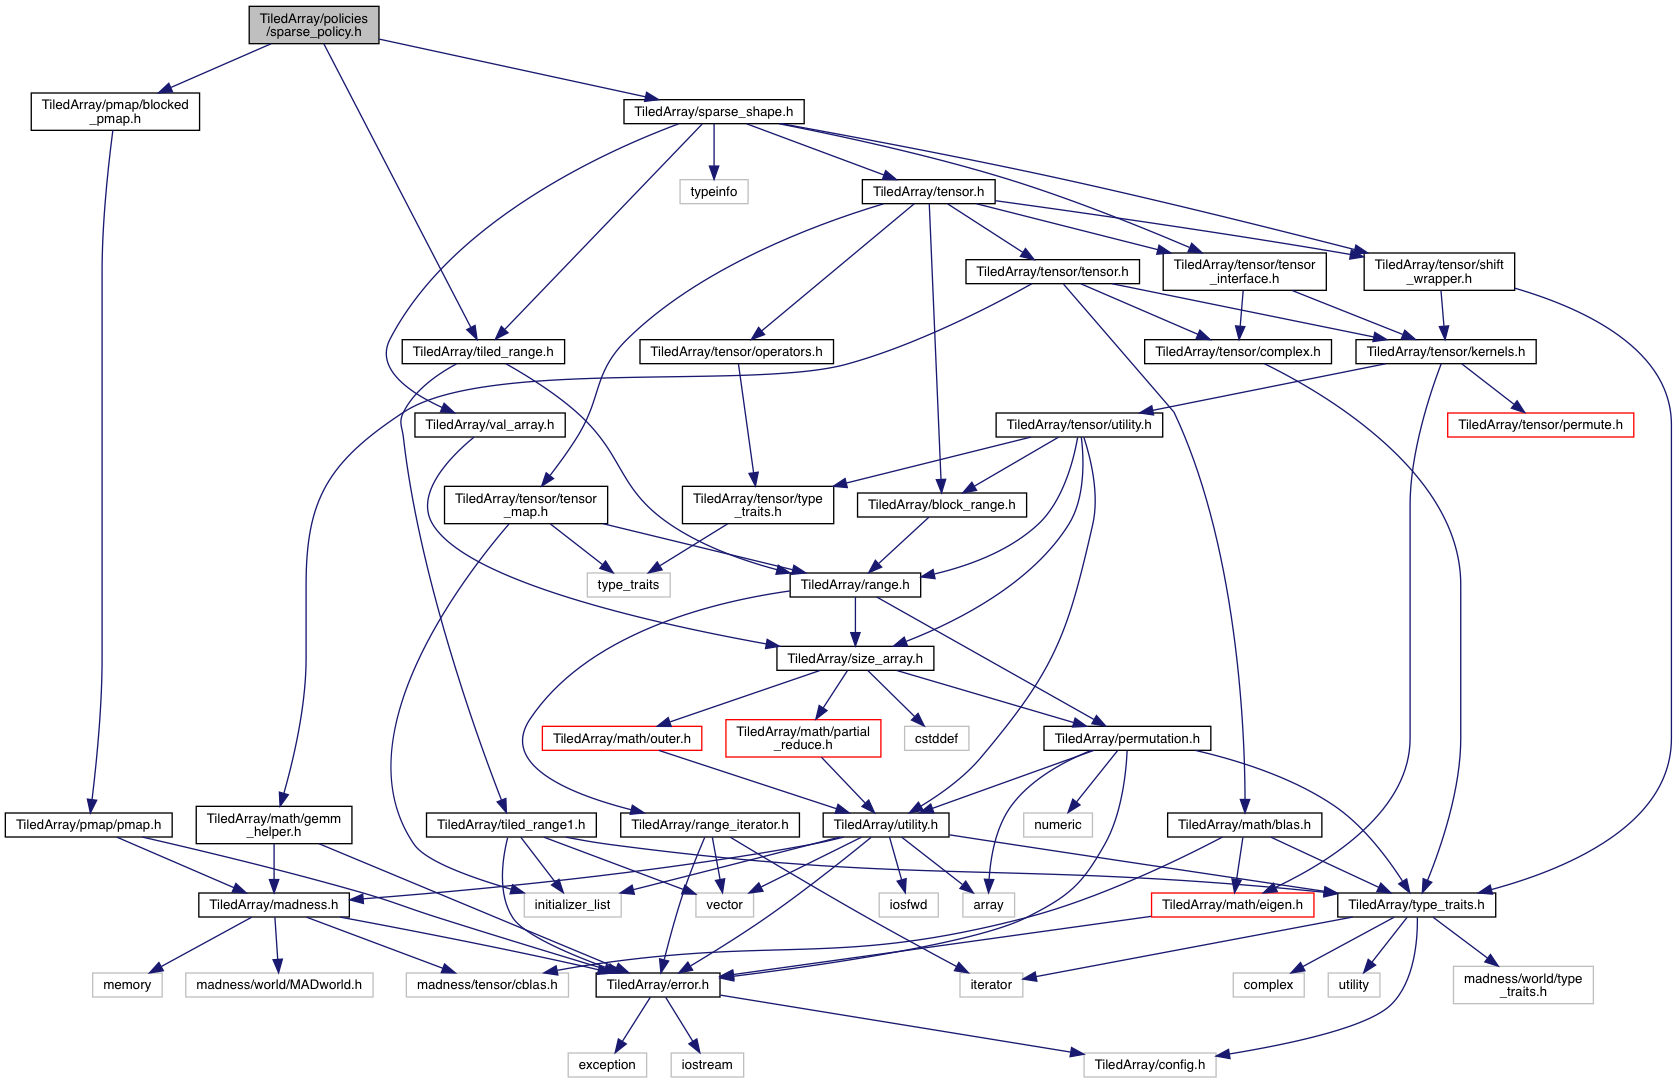 TiledArray/policies
/sparse_policy.h
TiledArray/pmap/blocked
_pmap.h
TiledArray/sparse_shape.h
typeinfo
TiledArray/tensor.h
TiledArray/tensor/tensor.h
TiledArray/tensor/tensor
_interface.h
TiledArray/tensor/shift
_wrapper.h
TiledArray/tiled_range.h
TiledArray/tensor/operators.h
TiledArray/tensor/complex.h
TiledArray/tensor/kernels.h
TiledArray/val_array.h
TiledArray/tensor/utility.h
TiledArray/tensor/permute.h
TiledArray/tensor/tensor
_map.h
TiledArray/tensor/type
_traits.h
TiledArray/block_range.h
type_traits
TiledArray/range.h
TiledArray/size_array.h
TiledArray/math/outer.h
TiledArray/math/partial
_reduce.h
cstddef
TiledArray/permutation.h
TiledArray/pmap/pmap.h
TiledArray/math/gemm
_helper.h
TiledArray/tiled_range1.h
TiledArray/range_iterator.h
TiledArray/utility.h
numeric
TiledArray/math/blas.h
TiledArray/madness.h
initializer_list
vector
iosfwd
array
TiledArray/math/eigen.h
TiledArray/type_traits.h
memory
madness/world/MADworld.h
madness/tensor/cblas.h
TiledArray/error.h
iterator
complex
utility
madness/world/type
_traits.h
exception
iostream
TiledArray/config.h